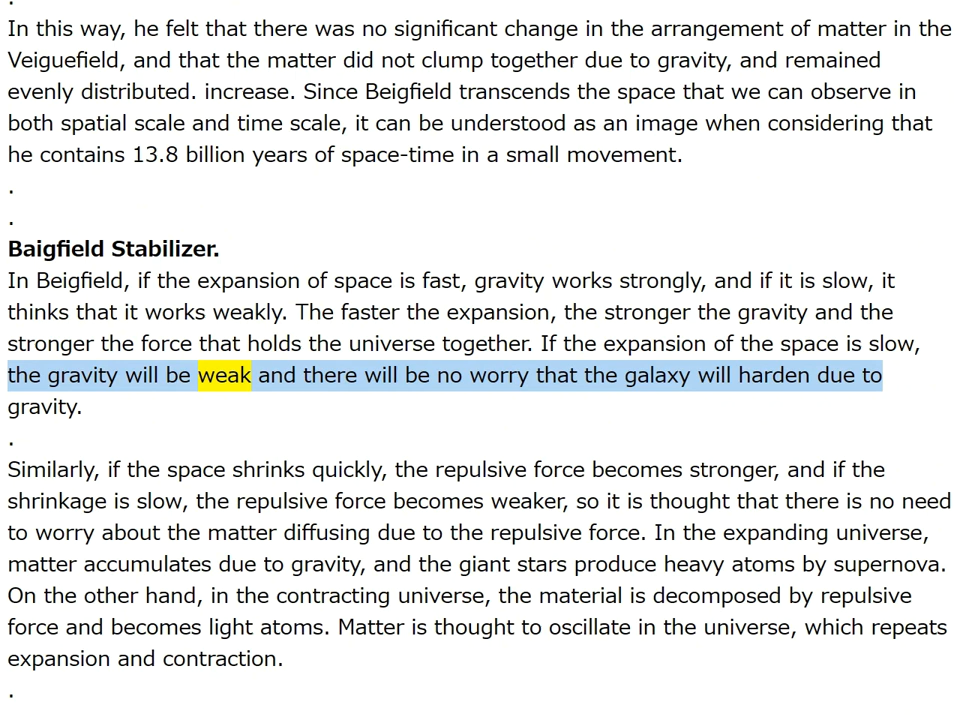 .
In this way, he felt that there was no significant change in the arrangement of matter in the
Veiguefield, and that the matter did not clump together due to gravity, and remained
evenly distributed. increase. Since Beigfield transcends the space that we can observe in
both spatial scale and time scale, it can be understood as an image when considering that
he contains 13.8 billion years of space-time in a small movement.
.
.
Baigfield Stabilizer.
In Beigfield, if the expansion of space is fast, gravity works strongly, and if it is slow, it
thinks that it works weakly. The faster the expansion, the stronger the gravity and the
stronger the force that holds the universe together. If the expansion of the space is slow,
the gravity will be weak and there will be no worry that the galaxy will harden due to
gravity.
.
Similarly, if the space shrinks quickly, the repulsive force becomes stronger, and if the
shrinkage is slow, the repulsive force becomes weaker, so it is thought that there is no need
to worry about the matter diffusing due to the repulsive force. In the expanding universe,
matter accumulates due to gravity, and the giant stars produce heavy atoms by supernova.
On the other hand, in the contracting universe, the material is decomposed by repulsive
force and becomes light atoms. Matter is thought to oscillate in the universe, which repeats
expansion and contraction.
.